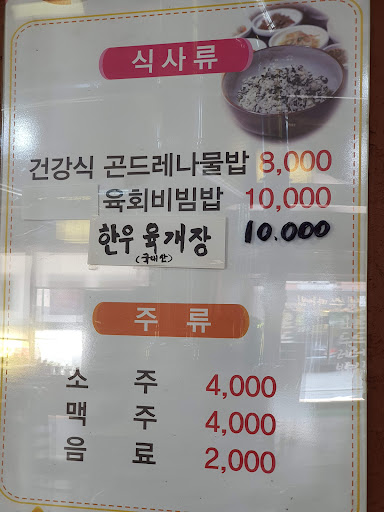 식사류
건강식 곤드레나물밥 8,000
육회비빔밥 10,000
한우육개장 10.000
(국내산)
주류
소주 4,000
맥주 4,000
음료 2,000